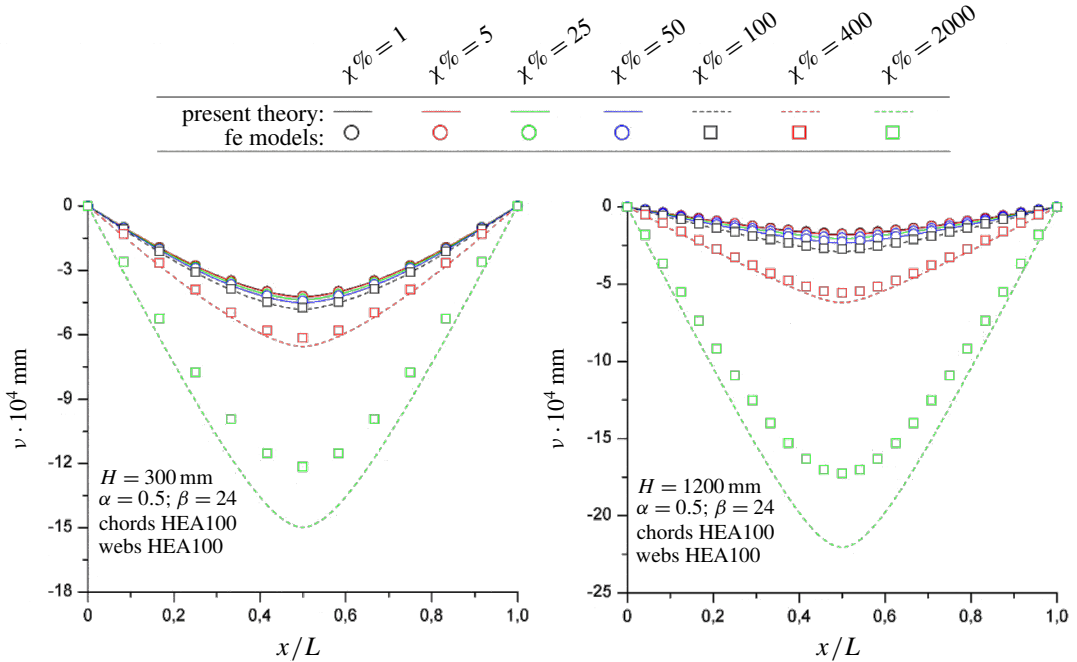 χ% = 1 χ% = 5 χ% = 25 χ% = 50 χ% = 100 χ% = 400 χ% = 2000
present theory:
fe models:
0
-3
-6
-9
-12
-15
-18
ν · 10⁴ mm
H = 300 mm
α = 0.5; β = 24
chords HEA100
webs HEA100
0 0,2 0,4 0,6 0,8 1,0
x/L
0
-5
-10
-15
-20
-25
ν · 10⁴ mm
H = 1200 mm
α = 0.5; β = 24
chords HEA100
webs HEA100
0 0,2 0,4 0,6 0,8 1,0
x/L